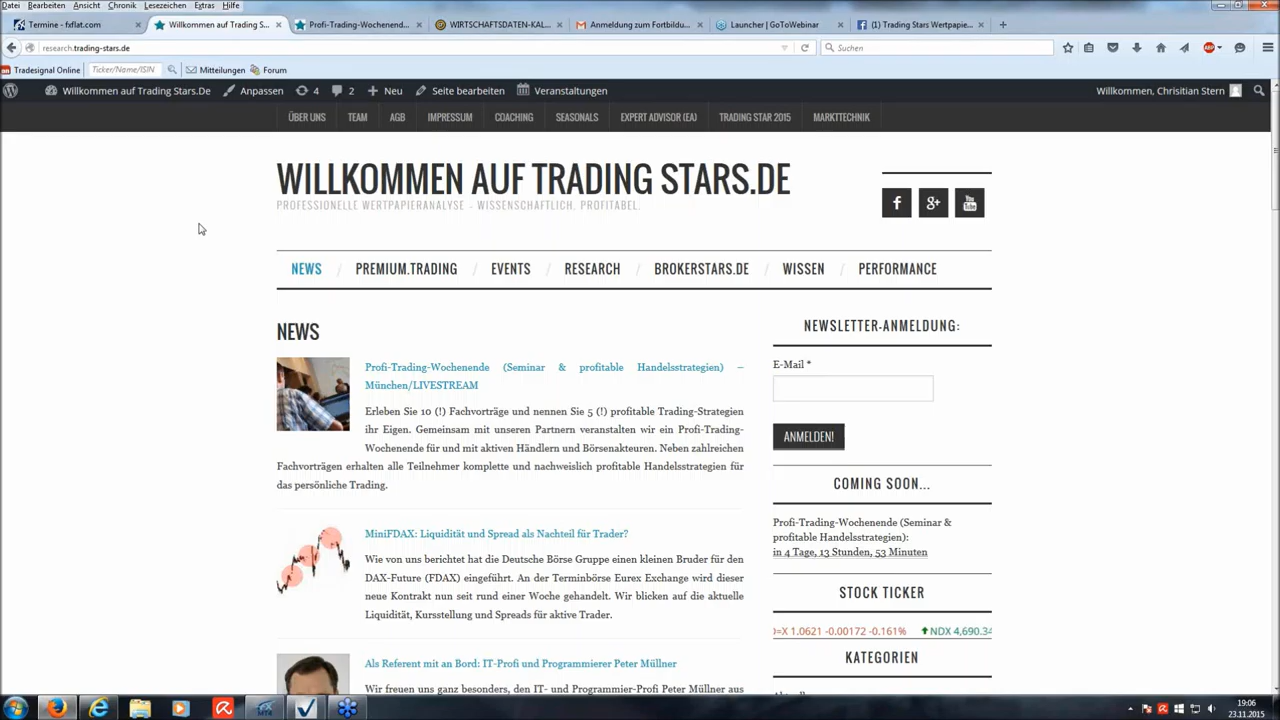 Datei Bearbeiten Ansicht Chronik Lesezeichen Extras Hilfe
Termine - fxflat.com
Willkommen auf Trading S...
Profi-Trading-Wochenend...
WIRTSCHAFTSDATEN-KAL...
Anmeldung zum Fortbildu...
Launcher | GoToWebinar
(1) Trading Stars Wertpapie...
research.trading-stars.de
Suchen
ABP
Tradesignal Online
Ticker/Name/ISIN
Mitteilungen
Forum
Willkommen auf Trading Stars.De
Anpassen
4
2
Neu
Seite bearbeiten
Veranstaltungen
Willkommen, Chrisitian Stern
ÜBER UNS TEAM AGB IMPRESSUM COACHING SEASONALS EXPERT ADVISOR (EA) TRADING STAR 2015 MARKTTECHNIK
WILLKOMMEN AUF TRADING STARS.DE
PROFESSIONELLE WERTPAPIERANALYSE - WISSENSCHAFTLICH. PROFITABEL.
f
g+
You Tube
NEWS / PREMIUM.TRADING / EVENTS / RESEARCH / BROKERSTARS.DE / WISSEN / PERFORMANCE
NEWS
Profi-Trading-Wochenende (Seminar & profitable Handelsstrategien) –
München/LIVESTREAM
Erleben Sie 10 (!) Fachvorträge und nennen Sie 5 (!) profitable Trading-Strategien
ihr Eigen. Gemeinsam mit unseren Partnern veranstalten wir ein Profi-Trading-
Wochenende für und mit aktiven Händlern und Börsenakteuren. Neben zahlreichen
Fachvorträgen erhalten alle Teilnehmer komplette und nachweislich profitable Handelsstrategien für
das persönliche Trading.
MiniFDAX: Liquidität und Spread als Nachteil für Trader?
Wie von uns berichtet hat die Deutsche Börse Gruppe einen kleinen Bruder für den
DAX-Future (FDAX) eingeführt. An der Terminbörse Eurex Exchange wird dieser
neue Kontrakt nun seit rund einer Woche gehandelt. Wir blicken auf die aktuelle
Liquidität, Kursstellung und Spreads für aktive Trader.
Als Referent mit an Bord: IT-Profi und Programmierer Peter Müllner
Wir freuen uns ganz besonders, den IT- und Programmier-Profi Peter Müllner aus
NEWSLETTER-ANMELDUNG:
E-Mail *
ANMELDEN!
COMING SOON...
Profi-Trading-Wochenende (Seminar &
profitable Handelsstrategien):
in 4 Tage, 13 Stunden, 53 Minuten
STOCK TICKER
=X 1.0621 -0.00172 -0.161% NDX 4,690.34
KATEGORIEN
19:06
23.11.2015